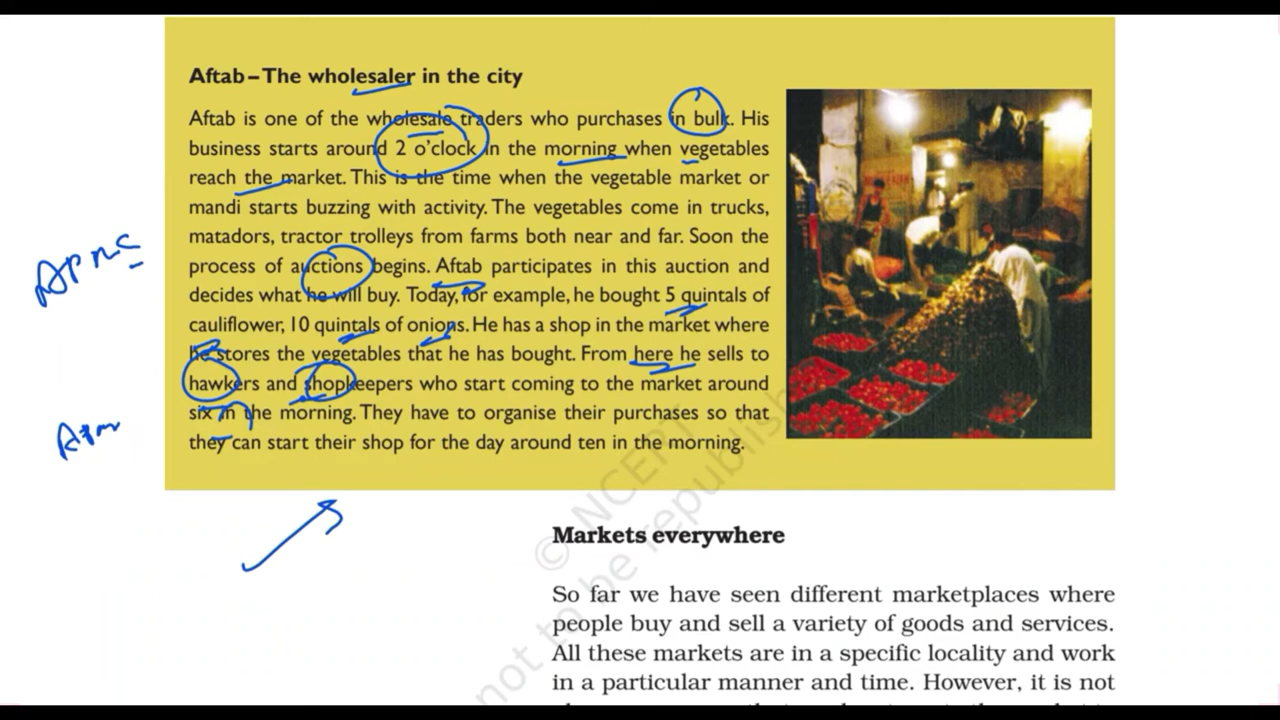 Aftab – The wholesaler in the city
Aftab is one of the wholesale traders who purchases in bulk. His
business starts around 2 o'clock in the morning when vegetables
reach the market. This is the time when the vegetable market or
mandi starts buzzing with activity. The vegetables come in trucks,
matadors, tractor trolleys from farms both near and far. Soon the
process of auctions begins. Aftab participates in this auction and
decides what he will buy. Today, for example, he bought 5 quintals of
cauliflower, 10 quintals of onions. He has a shop in the market where
he stores the vegetables that he has bought. From here he sells to
hawkers and shopkeepers who start coming to the market around
six in the morning. They have to organise their purchases so that
they can start their shop for the day around ten in the morning.
APMC
© NCERT
not to be republish
Markets everywhere
So far we have seen different marketplaces where
people buy and sell a variety of goods and services.
All these markets are in a specific locality and work
in a particular manner and time. However, it is not